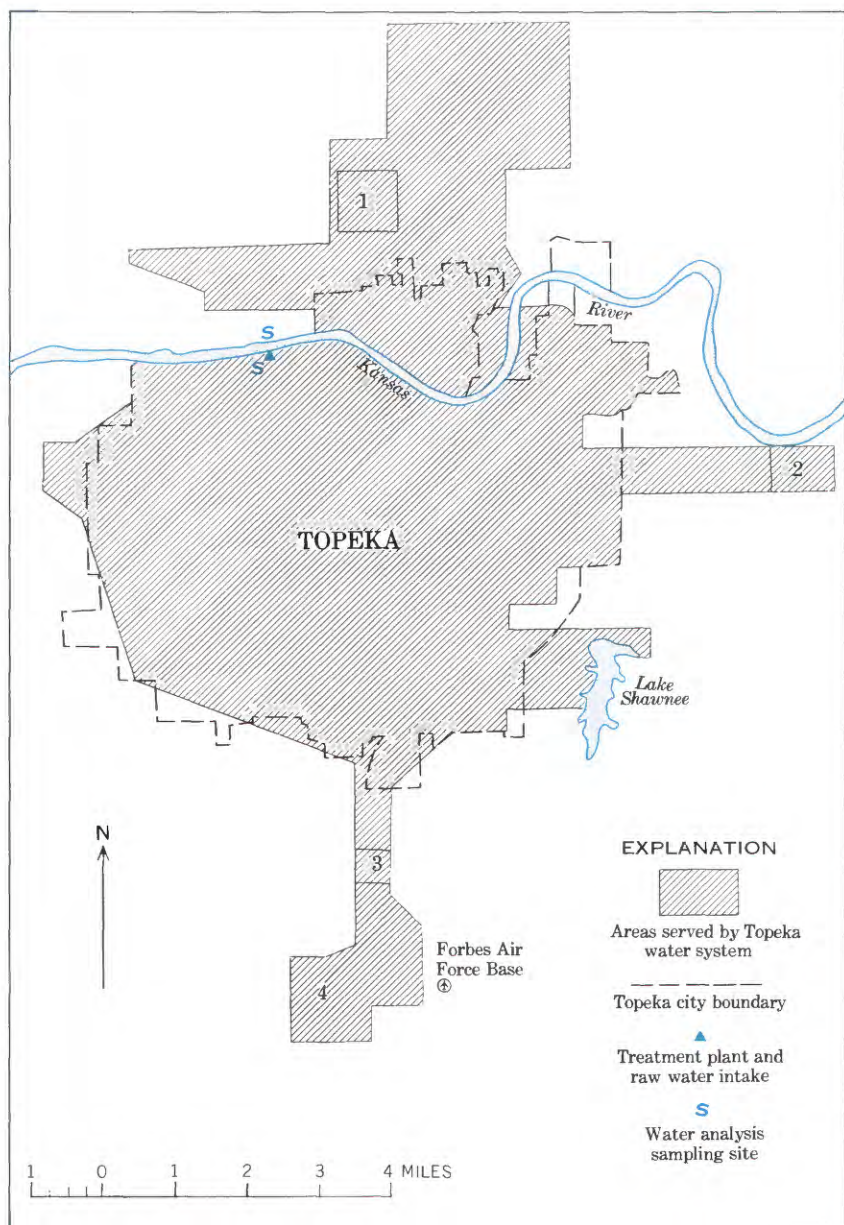 1
River
S
S
Kansas
2
TOPEKA
Lake
Shawnee
N
3
4
Forbes Air
Force Base
EXPLANATION
Areas served by Topeka
water system
Topeka city boundary
Treatment plant and
raw water intake
S
Water analysis
sampling site
1 0 1 2 3 4 MILES